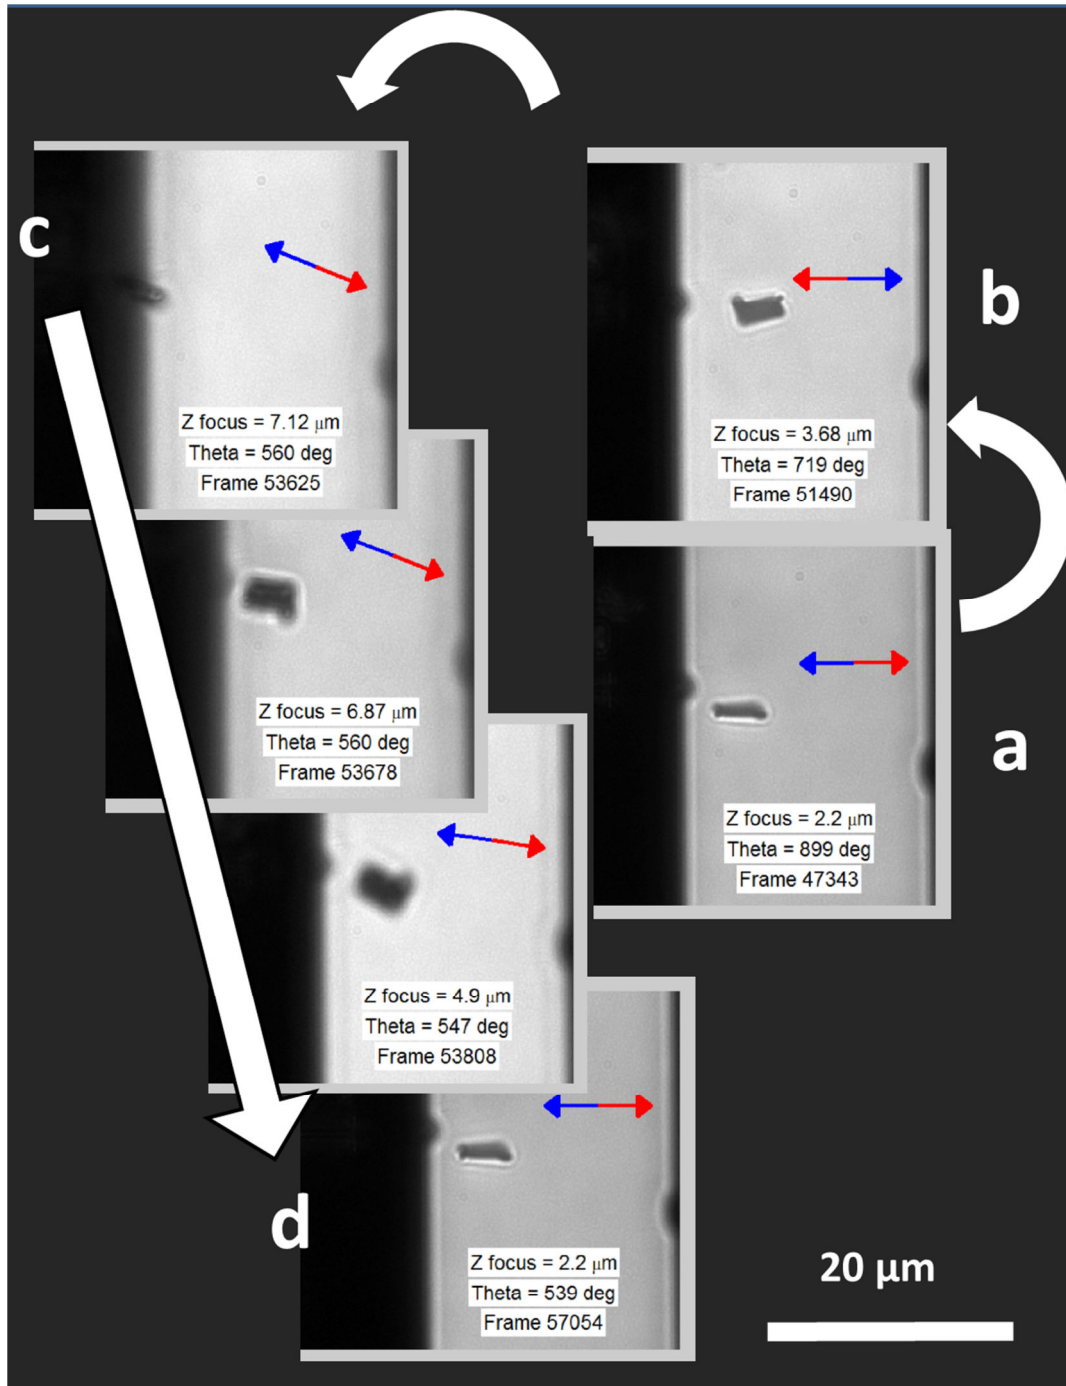 c
Z focus = 7.12 μm
Theta = 560 deg
Frame 53625
b
Z focus = 3.68 μm
Theta = 719 deg
Frame 51490
Z focus = 6.87 μm
Theta = 560 deg
Frame 53678
a
Z focus = 2.2 μm
Theta = 899 deg
Frame 47343
Z focus = 4.9 μm
Theta = 547 deg
Frame 53808
d
Z focus = 2.2 μm
Theta = 539 deg
Frame 57054
20 μm